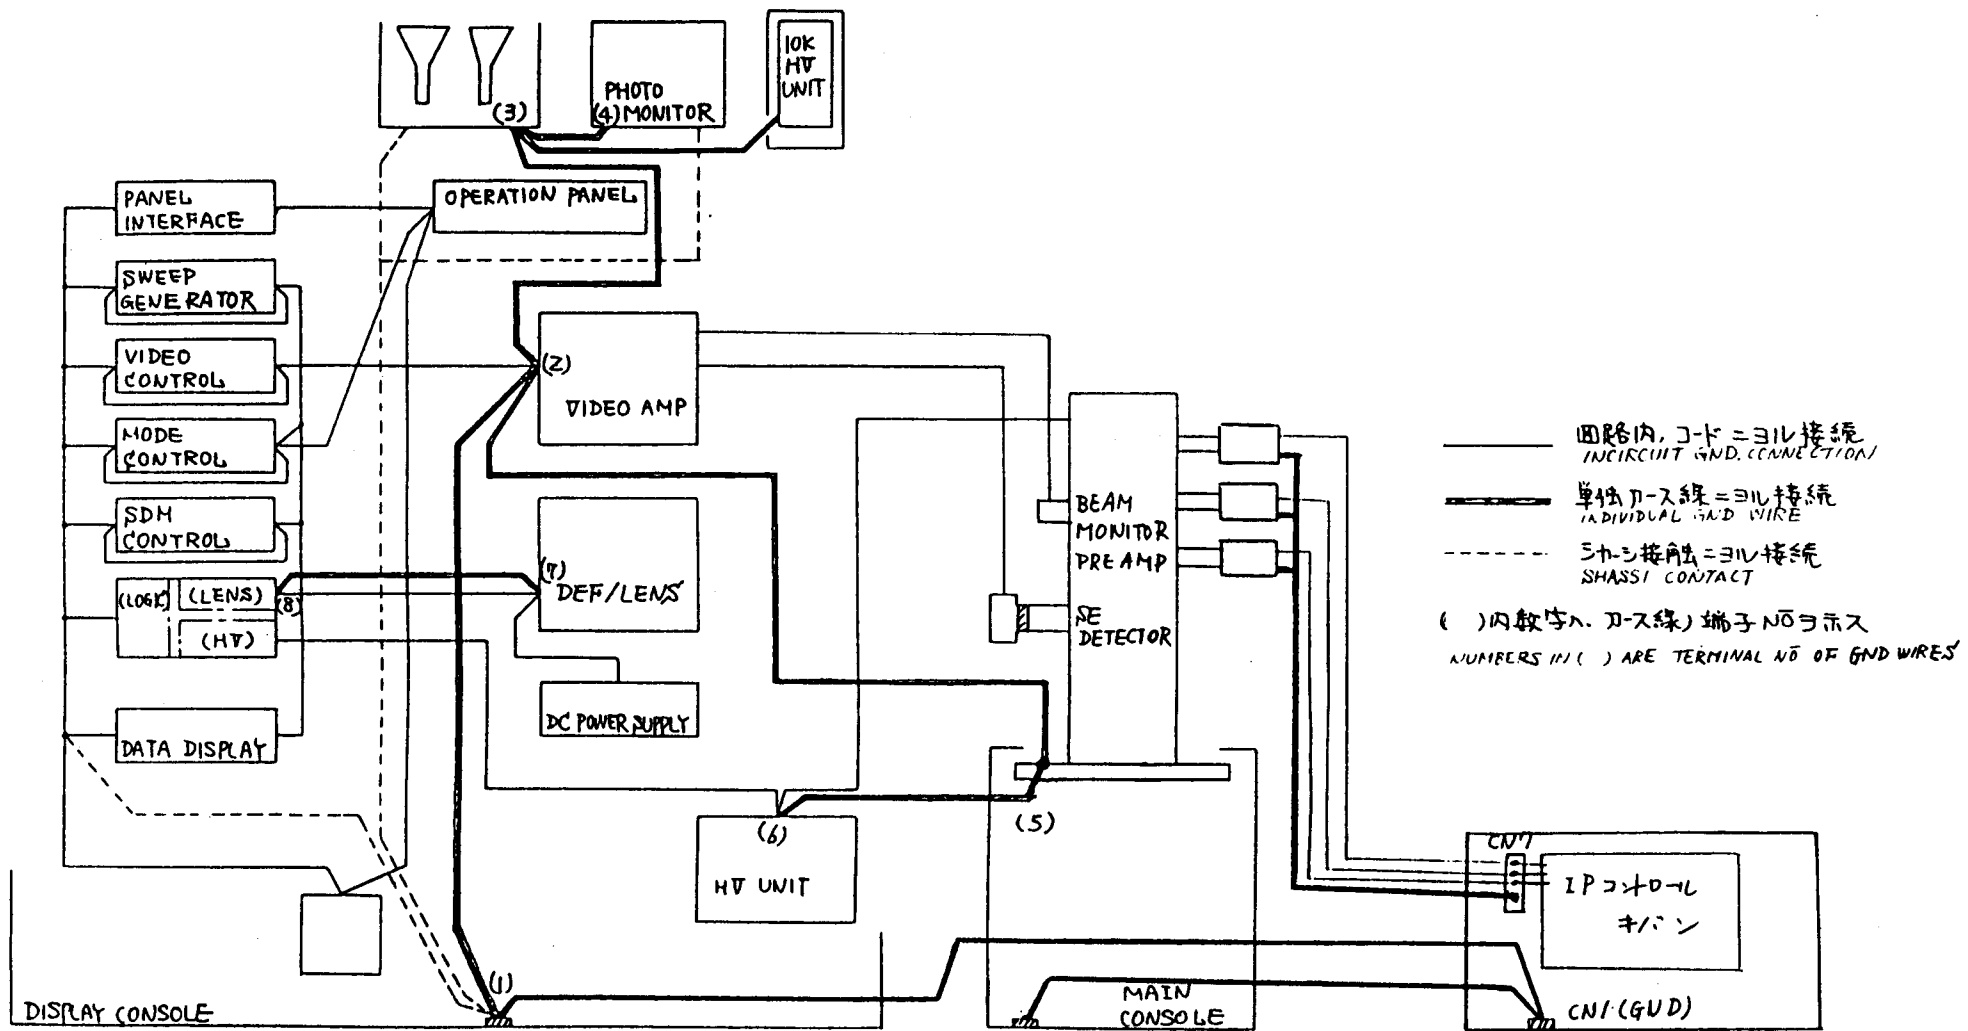 10K
HV
UNIT
PHOTO
(4) MONITOR
(3)
PANEL
INTERFACE
OPERATION PANEL
SWEEP
GENERATOR
VIDEO
CONTROL
(2)
VIDEO AMP
MODE
CONTROL
SDM
CONTROL
(LOGIC)
(LENS)
(8)
(HV)
(7)
DEF/LENS
DC POWER SUPPLY
DATA DISPLAY
BEAM
MONITOR
PREAMP
SE
DETECTOR
回路内,コードニヨル接続
INCIRCUIT GND. CONNECTION
単独アース線ニヨル接続
INDIVIDUAL GND WIRE
シャーシ接触ニヨル接続
SHASSI CONTACT
( )内数字ハ、アース線ノ端子NOヲ示ス
NUMBERS IN ( ) ARE TERMINAL NO OF GND WIRES
(6)
HV UNIT
(5)
CN7
IPコントロール
キバン
(1)
DISPLAY CONSOLE
MAIN
CONSOLE
CN1.(GND)